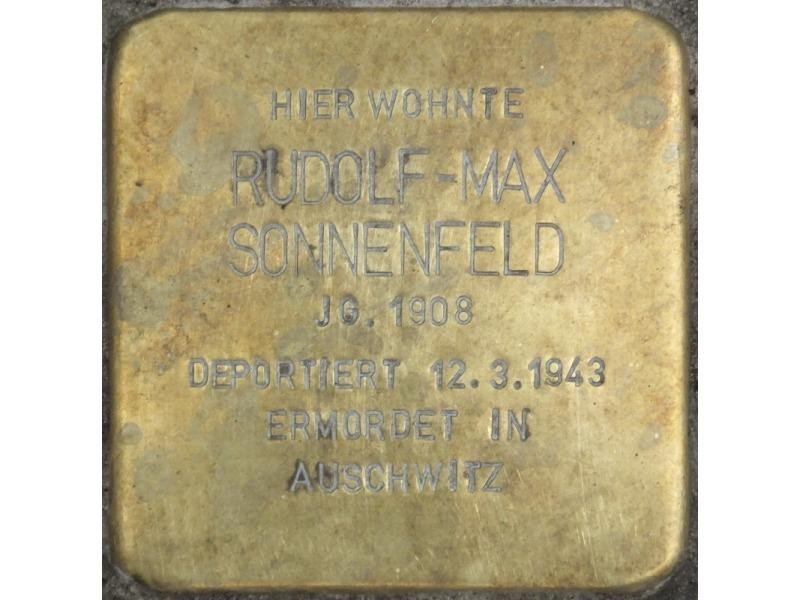 HIER WOHNTE
RUDOLF-MAX
SONNENFELD
JG. 1908
DEPORTIERT 12.3.1943
ERMORDET IN
AUSCHWITZ